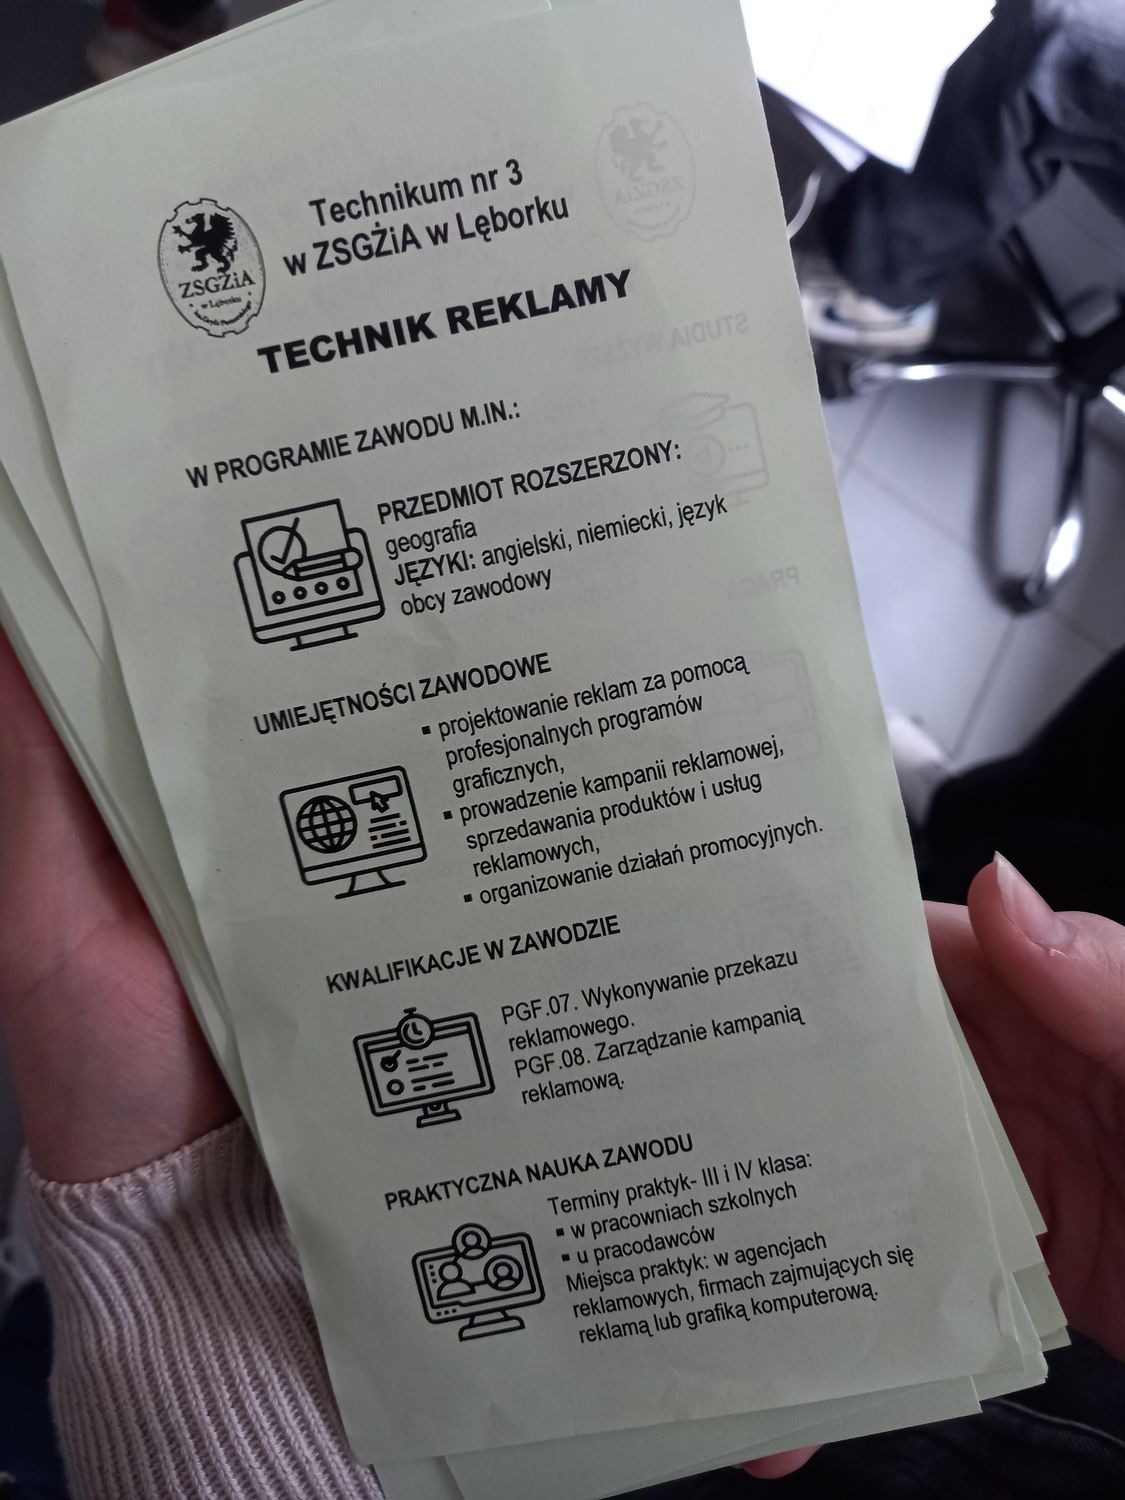 Technikum nr 3
w ZSGŻiA w Lęborku
ZSGŻiA
w Lęborku
TECHNIK REKLAMY
W PROGRAMIE ZAWODU M.IN.:
PRZEDMIOT ROZSZERZONY:
geografia
JĘZYKI: angielski, niemiecki, język
obcy zawodowy
UMIEJĘTNOŚCI ZAWODOWE
▪ projektowanie reklam za pomocą
profesjonalnych programów
graficznych,
▪ prowadzenie kampanii reklamowej,
sprzedawania produktów i usług
reklamowych,
▪ organizowanie działań promocyjnych.
KWALIFIKACJE W ZAWODZIE
PGF.07. Wykonywanie przekazu
reklamowego.
PGF.08. Zarządzanie kampanią
reklamową.
PRAKTYCZNA NAUKA ZAWODU
Terminy praktyk- III i IV klasa:
▪ w pracowniach szkolnych
▪ u pracodawców
Miejsca praktyk: w agencjach
reklamowych, firmach zajmujących się
reklamą lub grafiką komputerową.